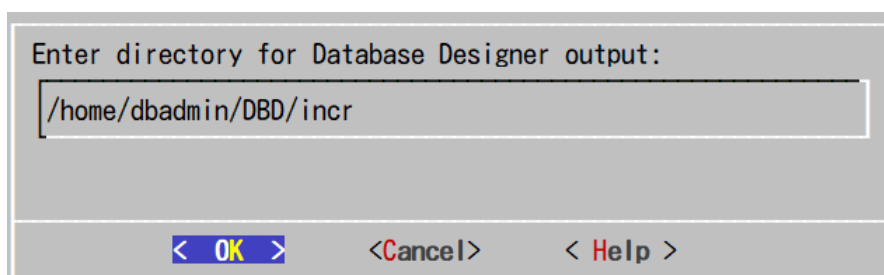 Enter directory for Database Designer output:
/home/dbadmin/DBD/incr
< OK > <Cancel> < Help >